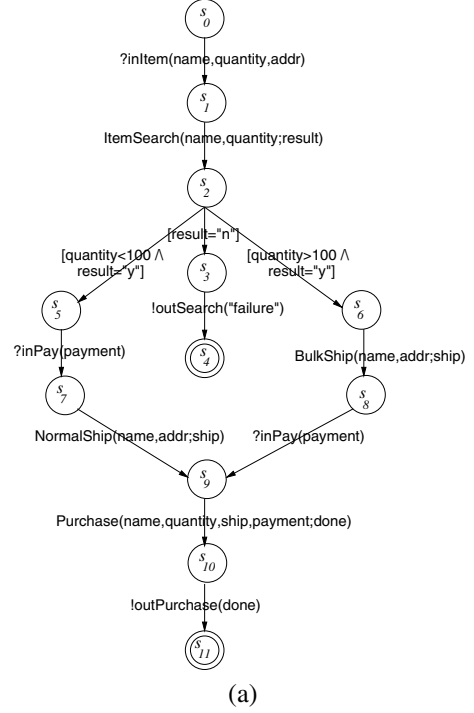 s0
?inItem(name,quantity,addr)
s1
ItemSearch(name,quantity;result)
s2
[result="n"]
[quantity<100 /\
result="y"]
[quantity>100 /\
result="y"]
s3
s5
s6
!outSearch("failure")
?inPay(payment)
s4
BulkShip(name,addr;ship)
s7
s8
NormalShip(name,addr;ship)
?inPay(payment)
s9
Purchase(name,quantity,ship,payment;done)
s10
!outPurchase(done)
s11
(a)